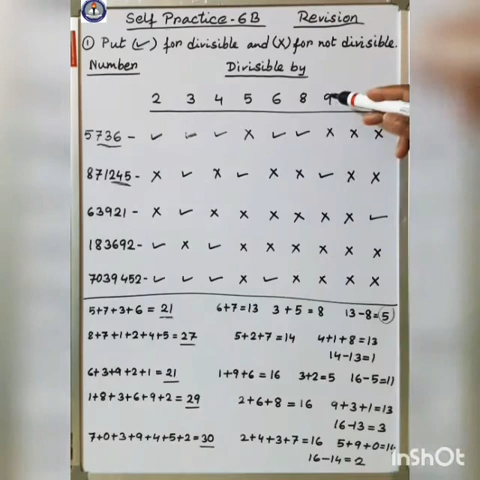 Self Practice-6B Revision
① Put (✓) for divisible and (X) for not divisible.
Number Divisible by
2 3 4 5 6 8 9
5736 - ✓ ✓ ✓ X ✓ ✓ X X X
871245 - X ✓ X ✓ X X ✓ X X
63921 - X ✓ X X X X X X ✓
183692 - ✓ X ✓ X X X X X X
7039452 - ✓ ✓ ✓ X ✓ X X X X
5+7+3+6 = 21 6+7=13 3+5=8 13-8=5
8+7+1+2+4+5=27 5+2+7=14 4+1+8=13
14-13=1
6+3+9+2+1=21 1+9+6=16 3+2=5 16-5=11
1+8+3+6+9+2=29 2+6+8=16 9+3+1=13
16-13=3
7+0+3+9+4+5+2=30 2+4+3+7=16 5+9+0=14
16-14=2
InShOt